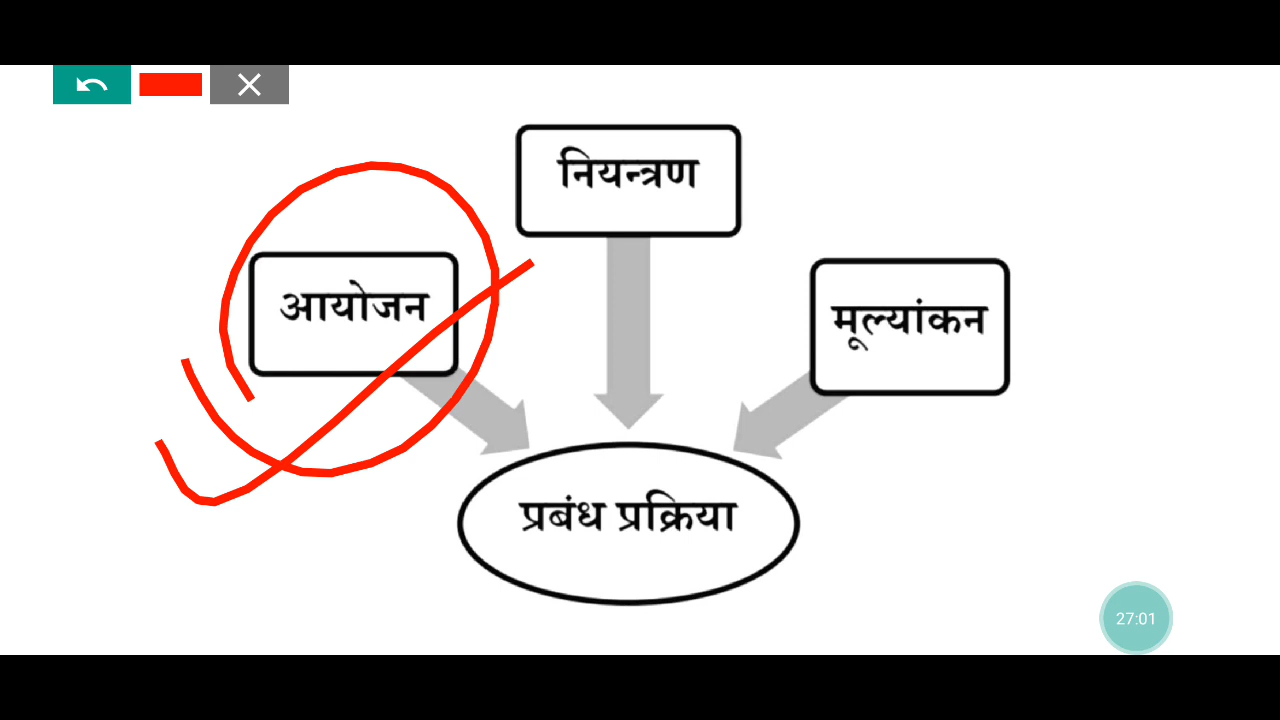 नियन्त्रण
आयोजन
मूल्यांकन
प्रबंध प्रक्रिया
27:01